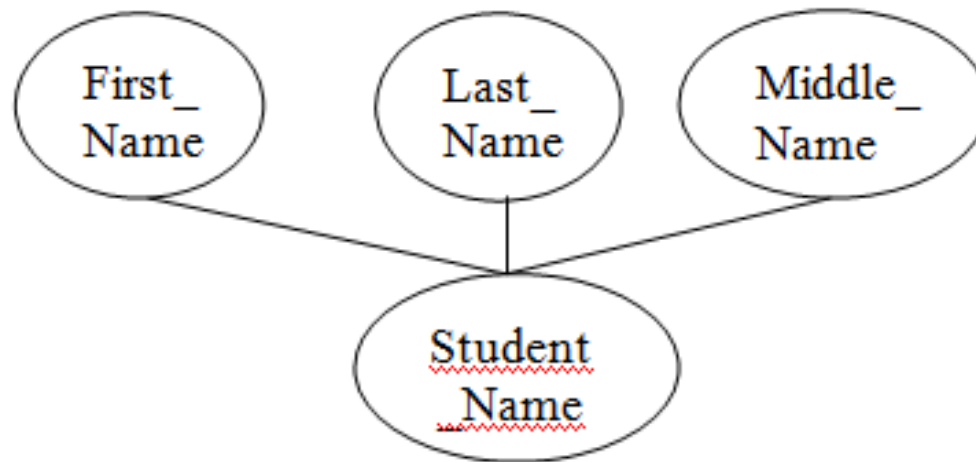 First_
Name
Last_
Name
Middle_
Name
Student
_Name